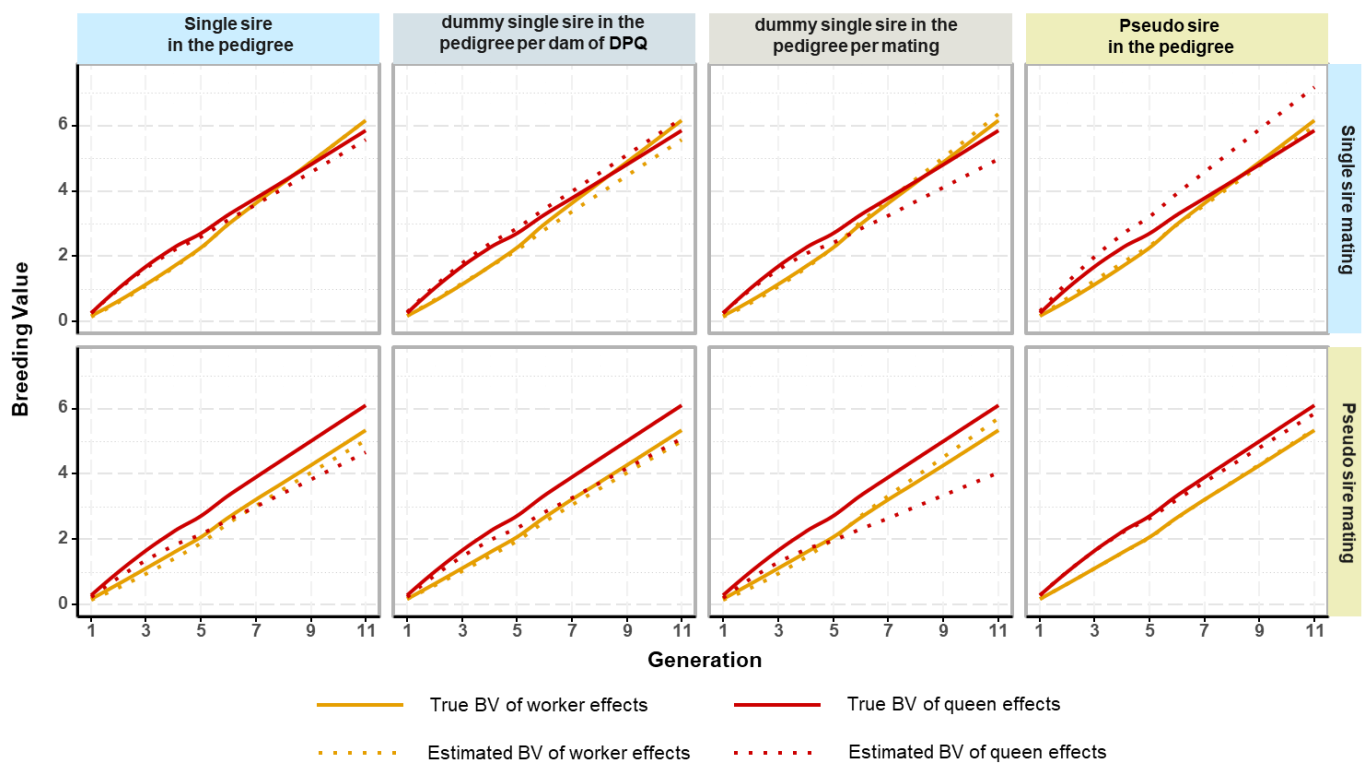 Single sire
in the pedigree
dummy single sire in the
pedigree per dam of DPQ
dummy single sire in the
pedigree per mating
Pseudo sire
in the pedigree
6
4
2
0
Single sire mating
Breeding Value
6
4
2
0
Pseudo sire mating
1 3 5 7 9 11 1 3 5 7 9 11 1 3 5 7 9 11 1 3 5 7 9 11
Generation
True BV of worker effects
True BV of queen effects
Estimated BV of worker effects
Estimated BV of queen effects